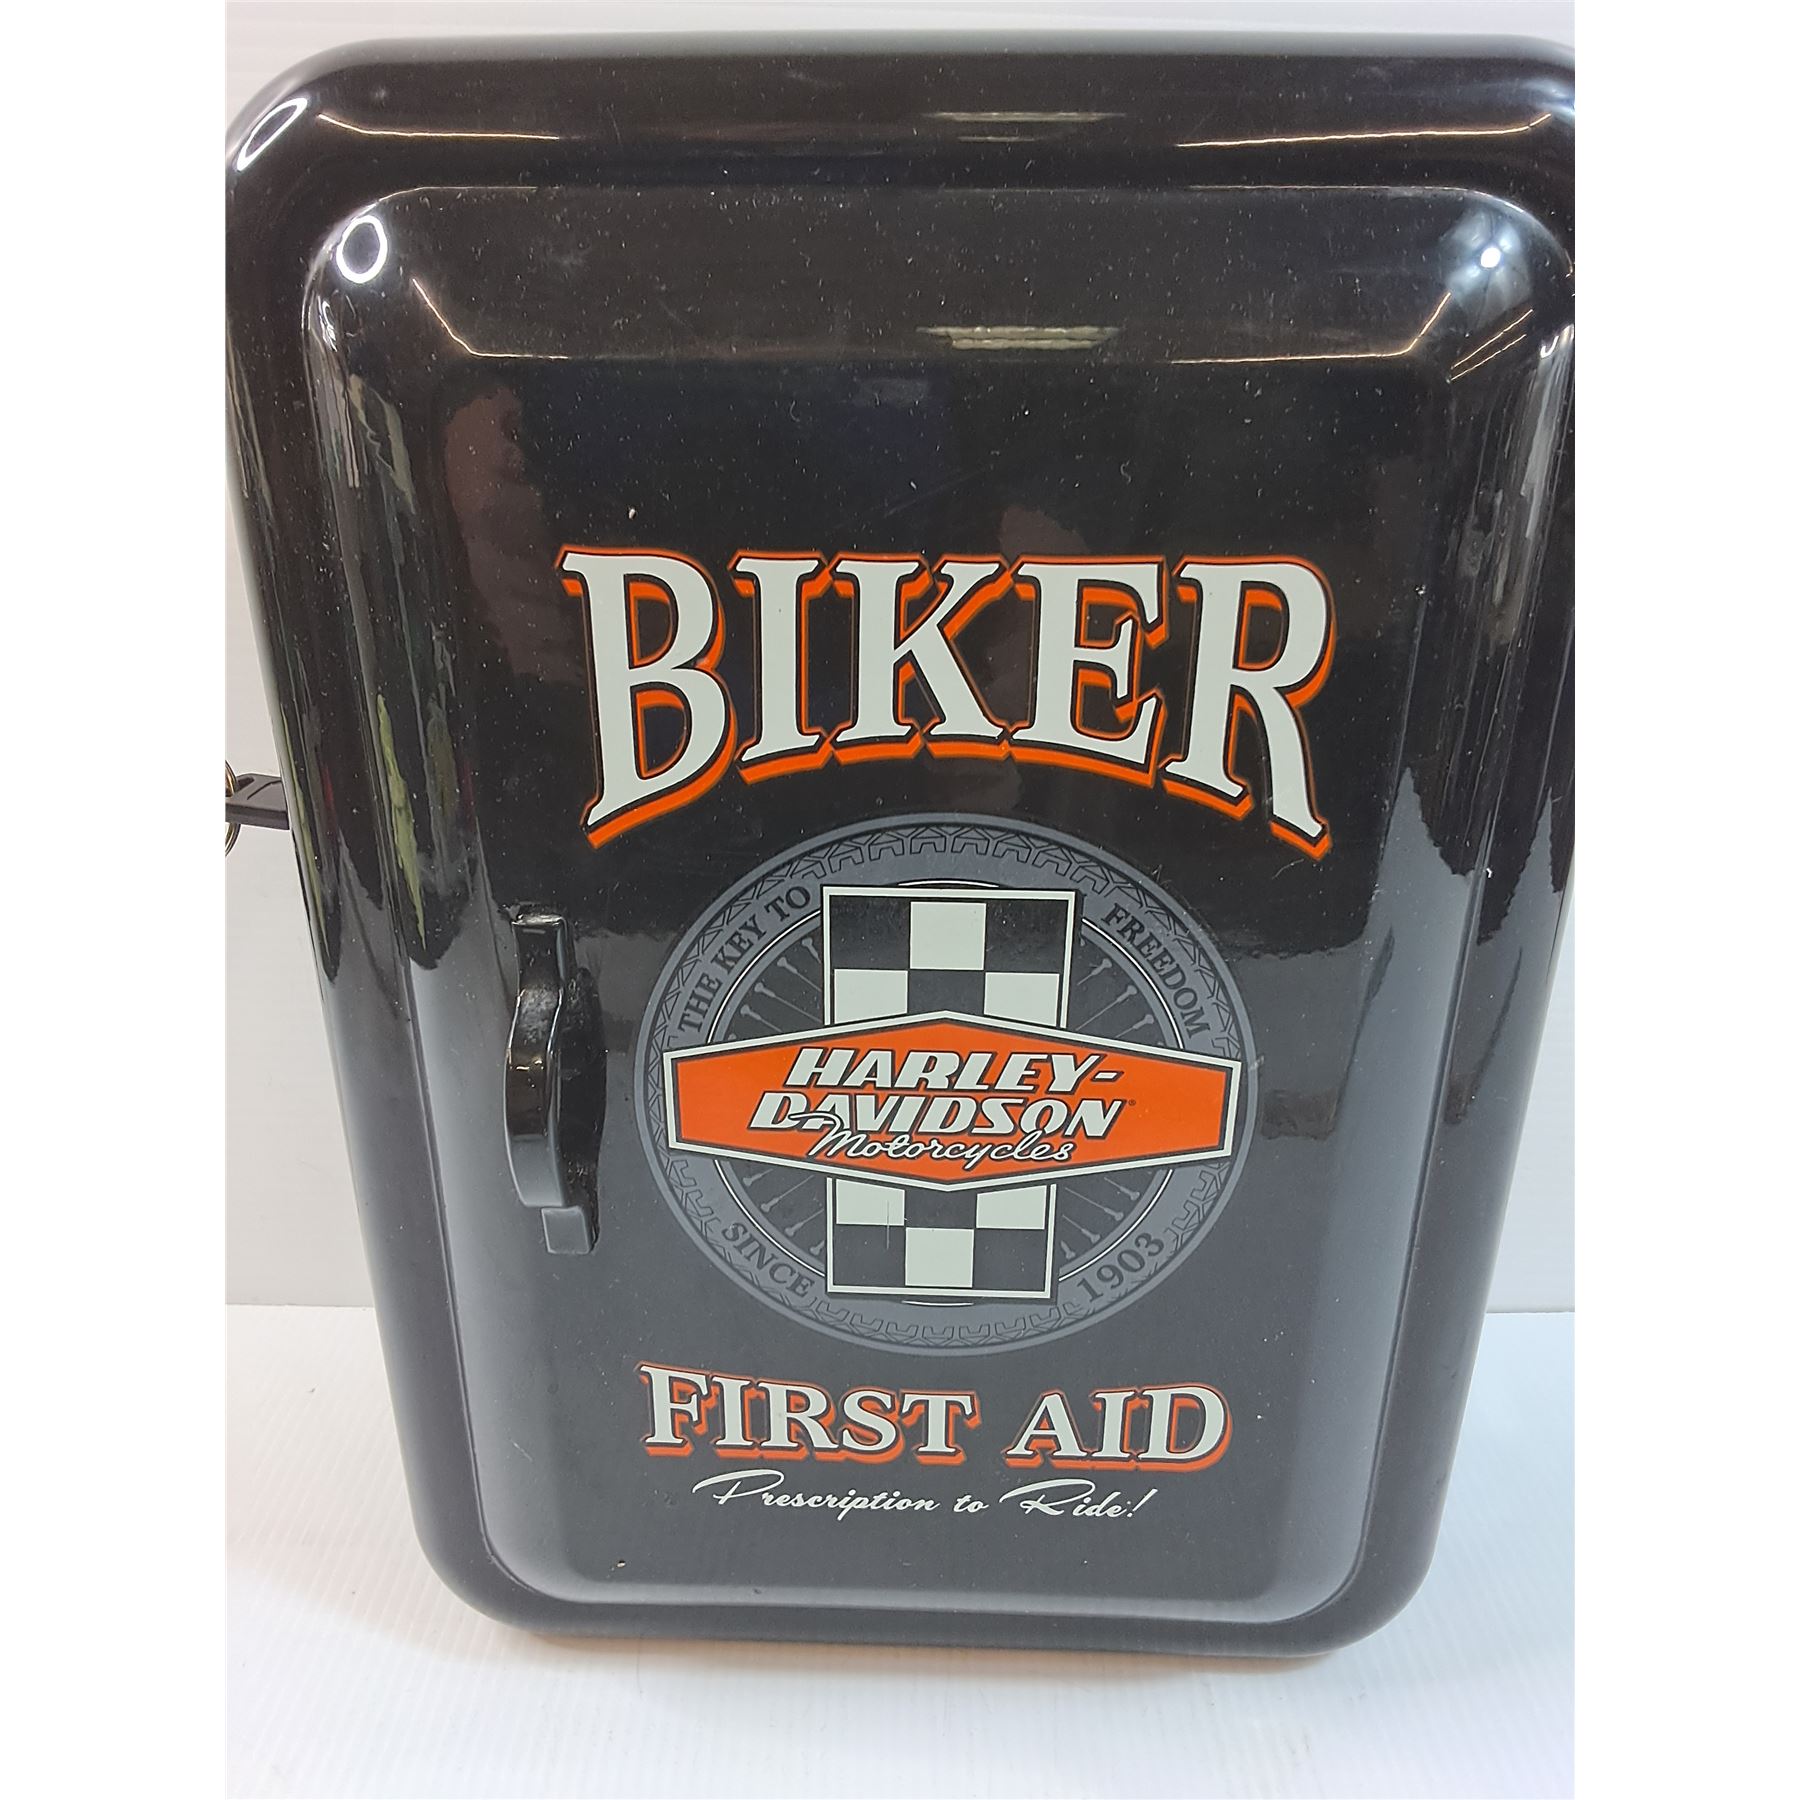 BIKER
THE KEY TO FREEDOM
HARLEY-
DAVIDSON®
Motorcycles
SINCE 1903
FIRST AID
Prescription to Ride!